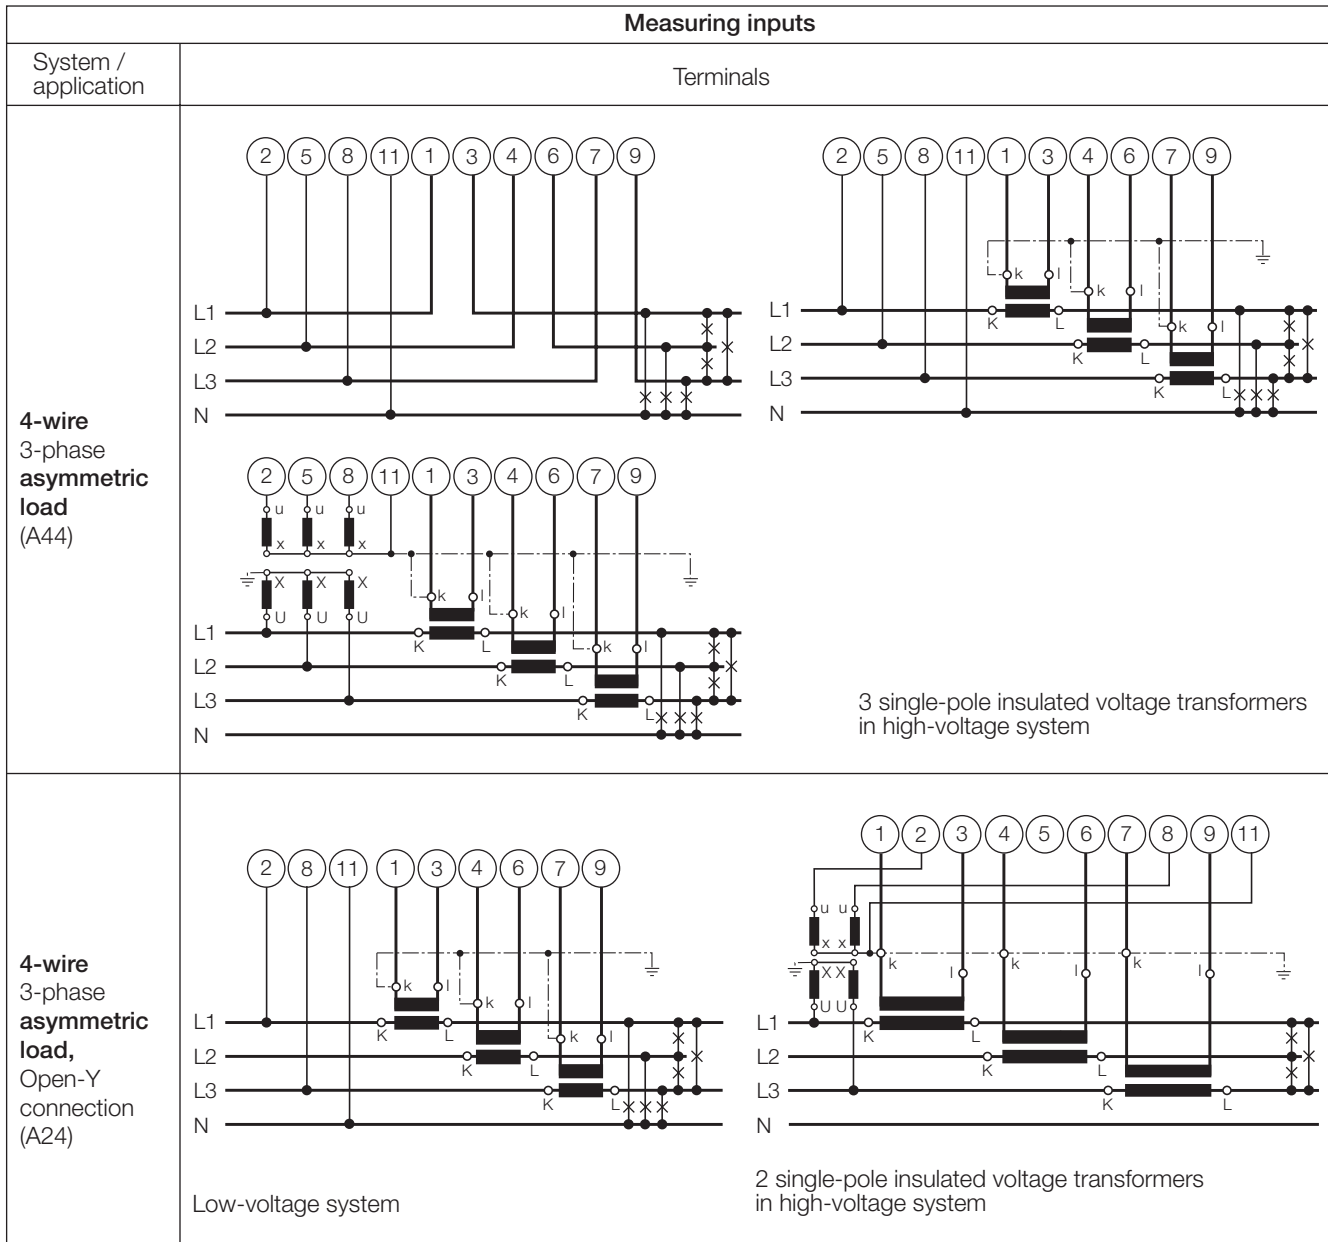 Measuring inputs
System /
application
Terminals
4-wire
3-phase
asymmetric
load
(A44)
2 5 8 11 1 3 4 6 7 9
L1
L2
L3
N
2 5 8 11 1 3 4 6 7 9
k l
k l
k l
L1
K L
L2
K L
L3
K L
N
2 5 8 11 1 3 4 6 7 9
u u u
x x x
X X X
U U U
k l
k l
k l
L1
K L
L2
K L
L3
K L
N
3 single-pole insulated voltage transformers
in high-voltage system
4-wire
3-phase
asymmetric
load,
Open-Y
connection
(A24)
2 8 11 1 3 4 6 7 9
k l
k l
k l
L1
K L
L2
K L
L3
K L
N
Low-voltage system
1 2 3 4 5 6 7 8 9 11
u u
x x
k k k
X X
l l l
U U
L1
K L
L2
K L
L3
K L
N
2 single-pole insulated voltage transformers
in high-voltage system